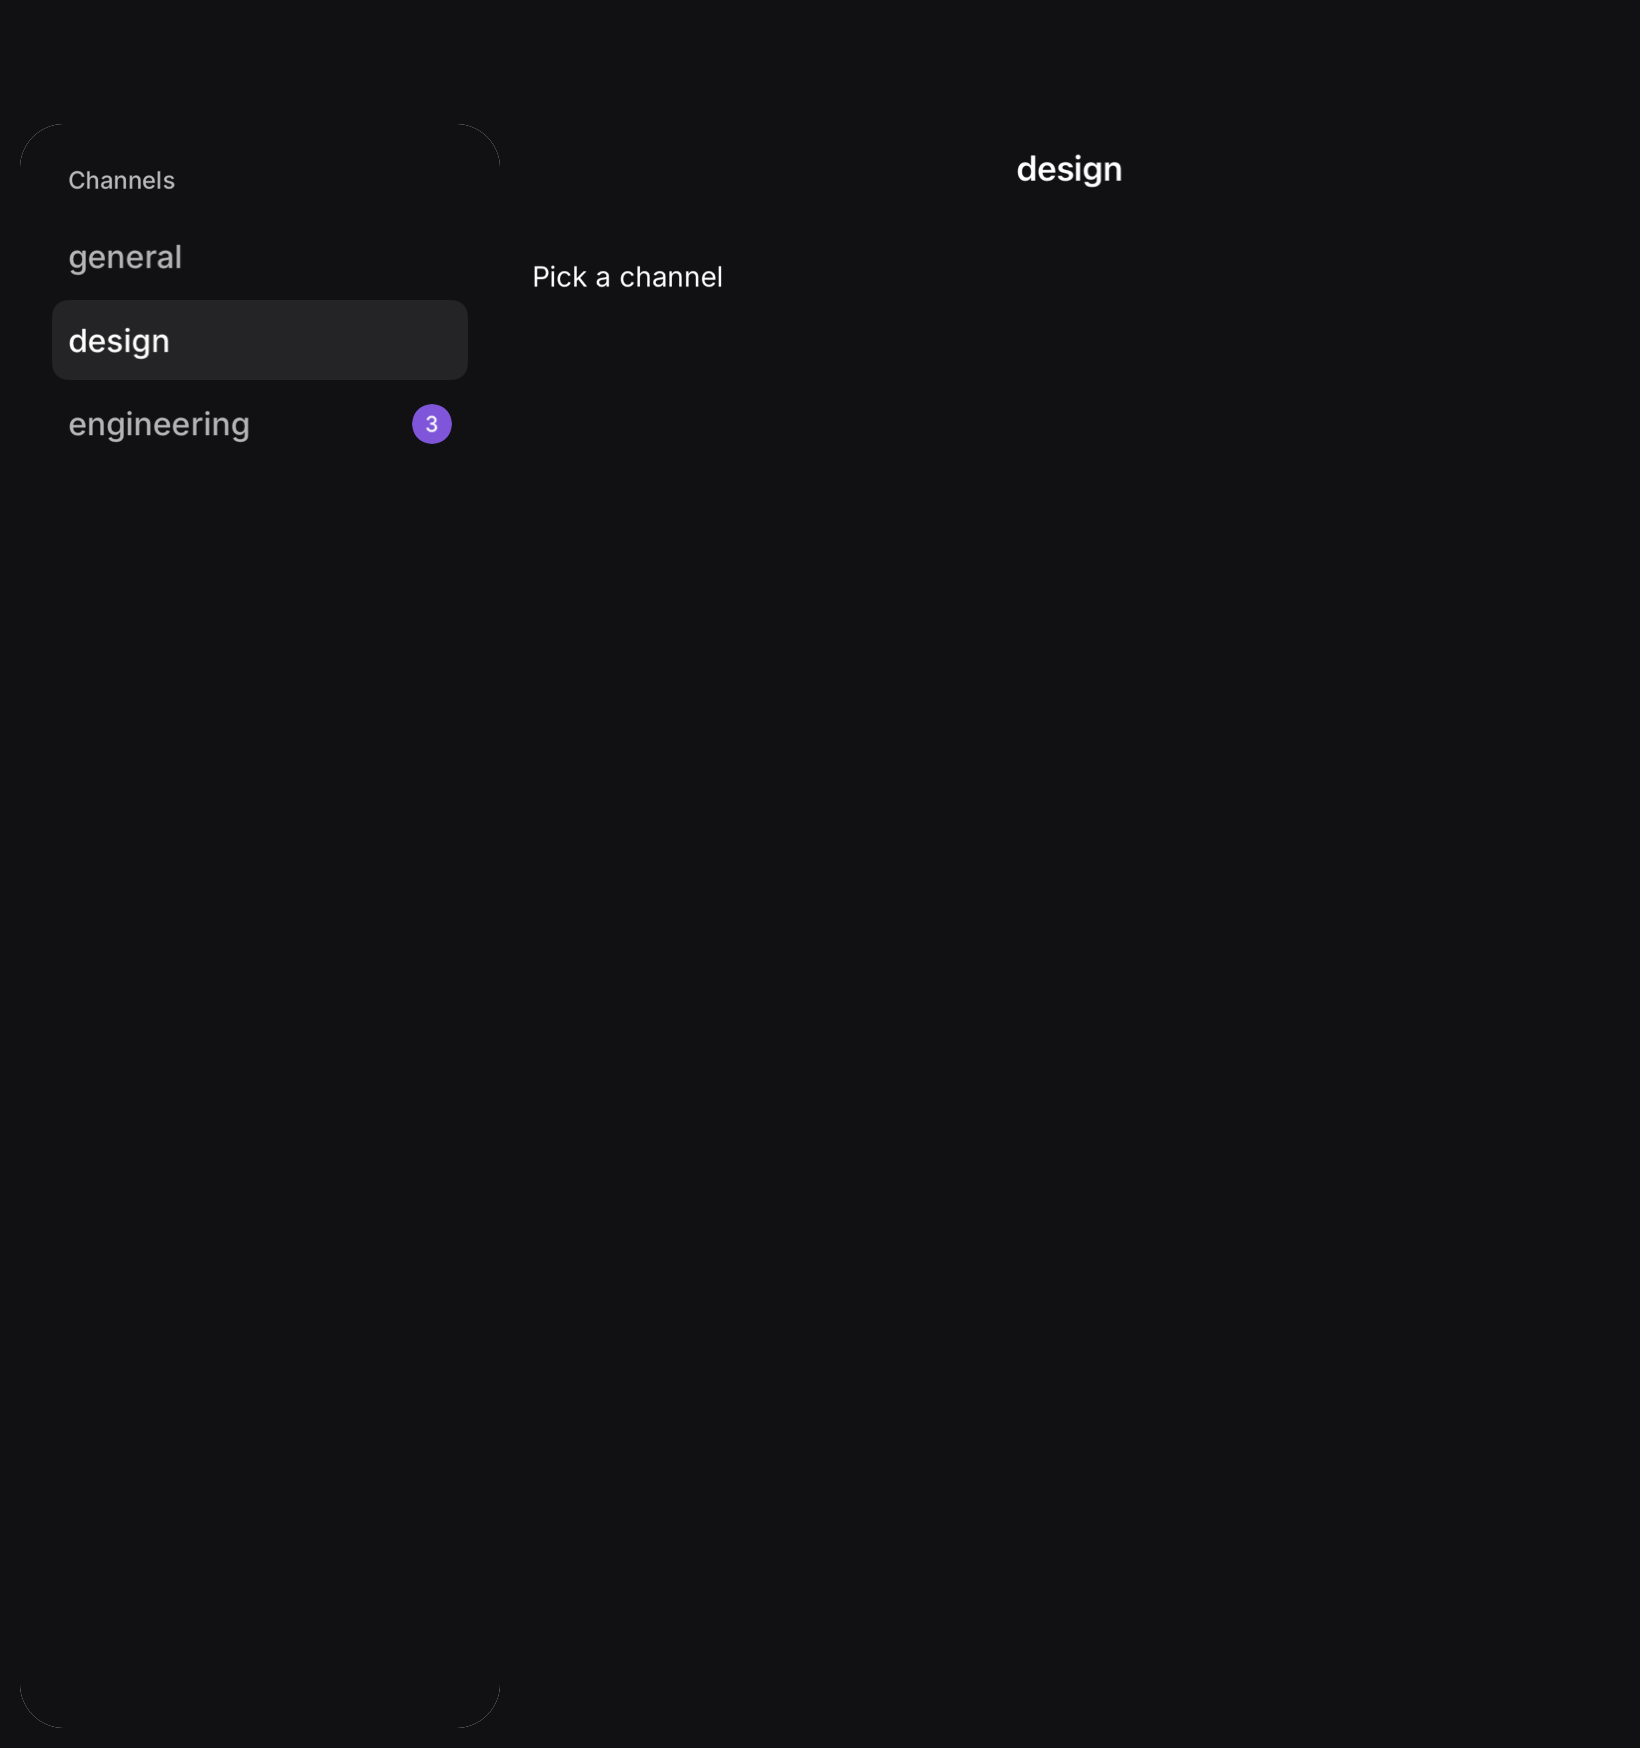 Channels
general
design
engineering 3
design
Pick a channel